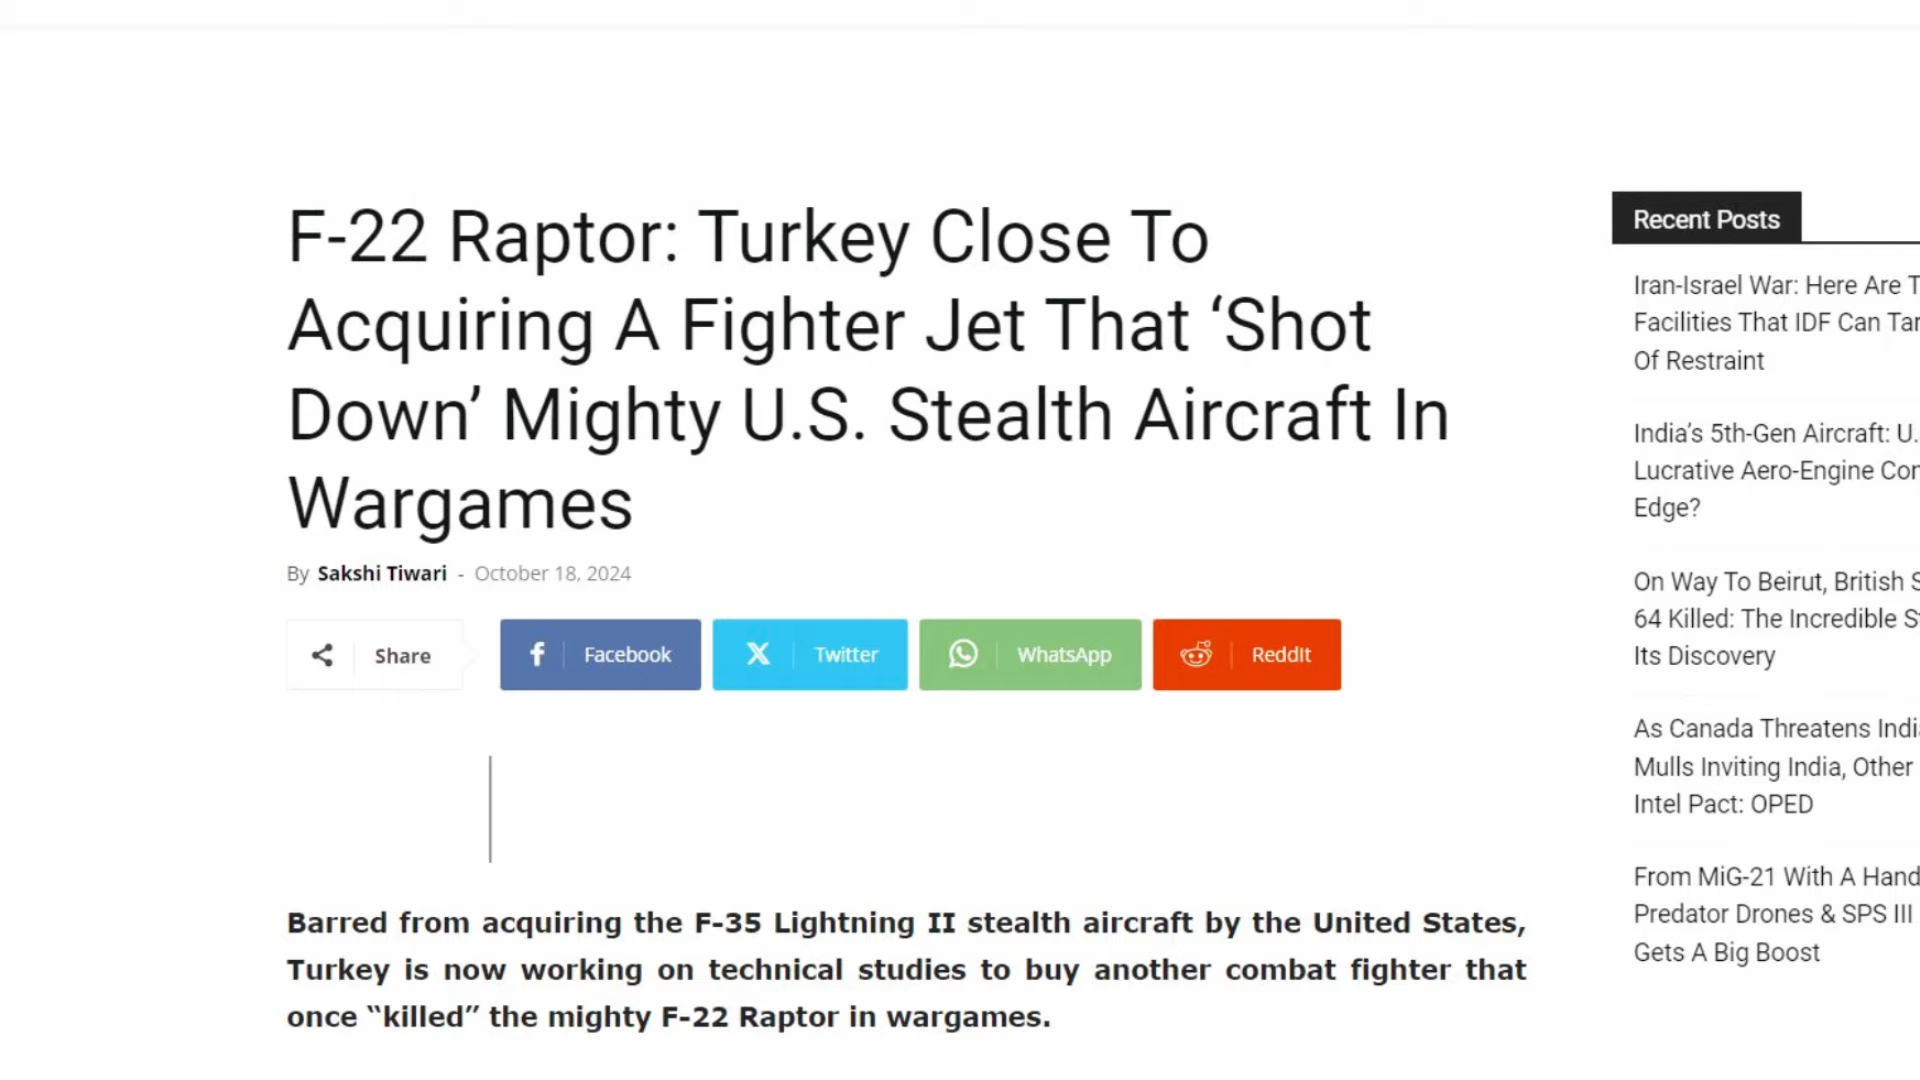 F-22 Raptor: Turkey Close To
Acquiring A Fighter Jet That ‘Shot
Down’ Mighty U.S. Stealth Aircraft In
Wargames
By Sakshi Tiwari - October 18, 2024
Share
Facebook
Twitter
WhatsApp
ReddIt
Barred from acquiring the F-35 Lightning II stealth aircraft by the United States,
Turkey is now working on technical studies to buy another combat fighter that
once “killed” the mighty F-22 Raptor in wargames.
Recent Posts
Iran-Israel War: Here Are
Facilities That IDF Can
Of Restraint
India’s 5th-Gen Aircraft:
Lucrative Aero-Engine
Edge?
On Way To Beirut, British
64 Killed: The Incredible
Its Discovery
As Canada Threatens
Mulls Inviting India, Other
Intel Pact: OPED
From MiG-21 With A
Predator Drones & SPS III
Gets A Big Boost